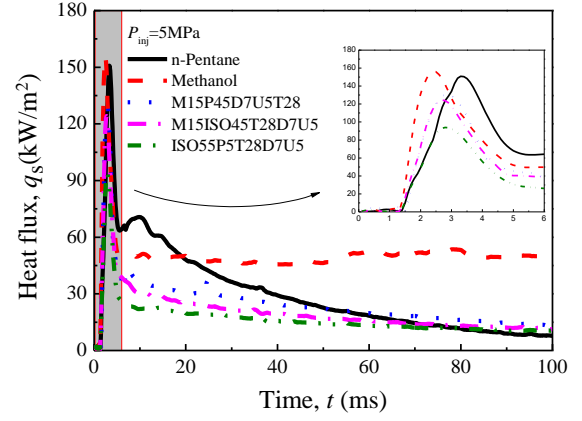 P_inj=5MPa
n-Pentane
Methanol
M15P45D7U5T28
M15ISO45T28D7U5
ISO55P5T28D7U5
Heat flux, q_s(kW/m²)
180
150
120
90
60
30
0
0 20 40 60 80 100
Time, t (ms)
180
160
140
120
100
80
60
40
20
0
0 1 2 3 4 5 6